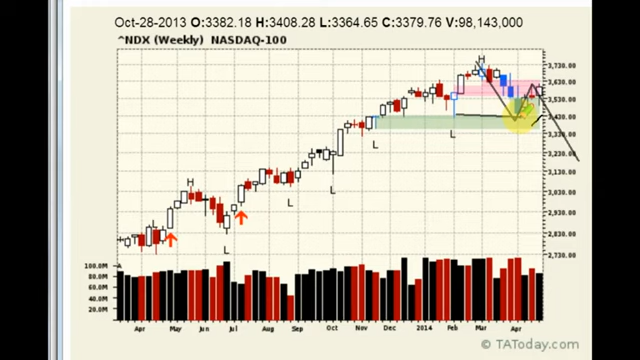 Oct-28-2013 O:3382.18 H:3408.28 L:3364.65 C:3379.76 V:98,143,000
^NDX (Weekly) NASDAQ-100
H
3,730.00
3,630.00
3,530.00
3,430.00
3,330.00
L
L
3,230.00
3,130.00
H
L
3,030.00
L
2,930.00
2,830.00
L
2,730.00
A
100.0M
80.0M
60.0M
40.0M
20.0M
Apr May Jun Jul Aug Sep Oct Nov Dec 2014 Feb Mar Apr
© TAToday.com